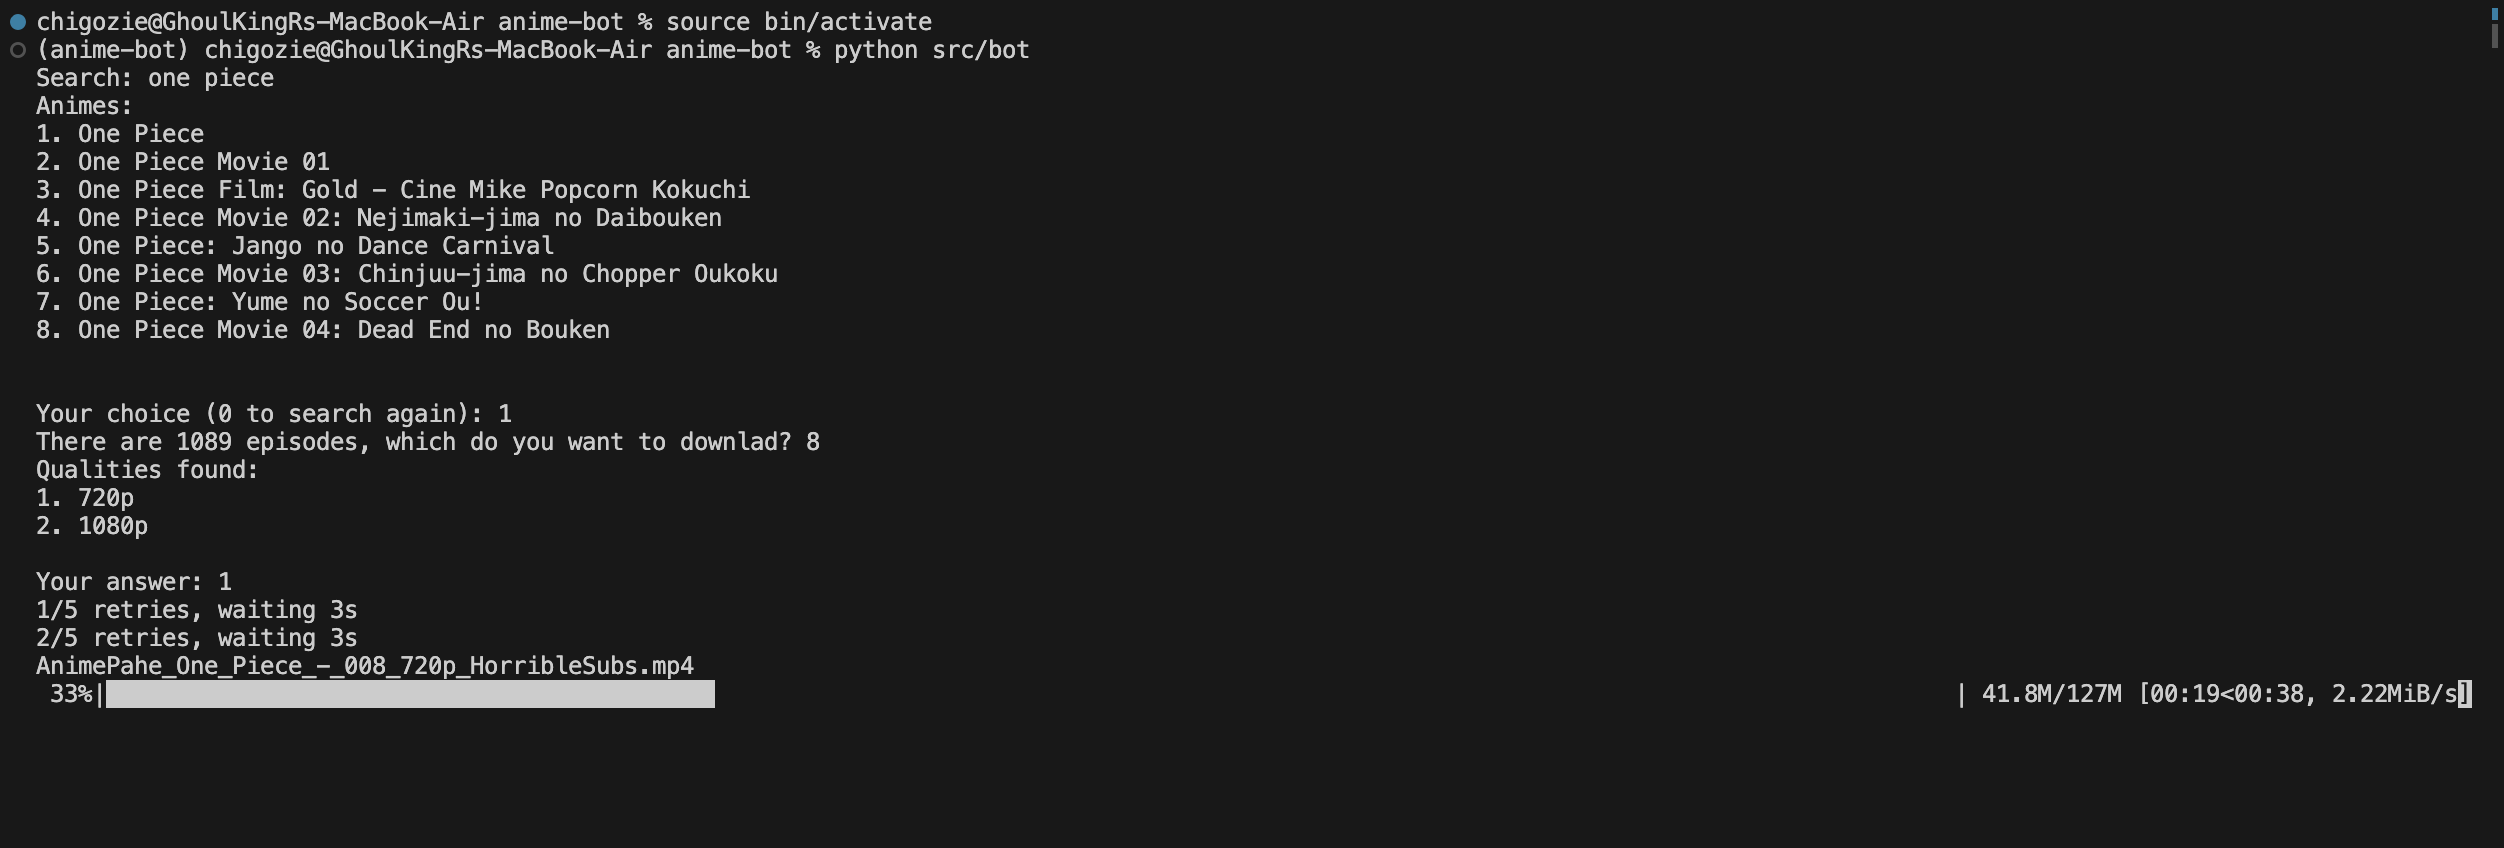 chigozie@GhoulKingRs-MacBook-Air anime-bot % source bin/activate
(anime-bot) chigozie@GhoulKingRs-MacBook-Air anime-bot % python src/bot
Search: one piece
Animes:
1. One Piece
2. One Piece Movie 01
3. One Piece Film: Gold - Cine Mike Popcorn Kokuchi
4. One Piece Movie 02: Nejimaki-jima no Daibouken
5. One Piece: Jango no Dance Carnival
6. One Piece Movie 03: Chinjuu-jima no Chopper Oukoku
7. One Piece: Yume no Soccer Ou!
8. One Piece Movie 04: Dead End no Bouken
Your choice (0 to search again): 1
There are 1089 episodes, which do you want to downlad? 8
Qualities found:
1. 720p
2. 1080p
Your answer: 1
1/5 retries, waiting 3s
2/5 retries, waiting 3s
AnimePahe_One_Piece_-_008_720p_HorribleSubs.mp4
33%| | 41.8M/127M [00:19<00:38, 2.22MiB/s]